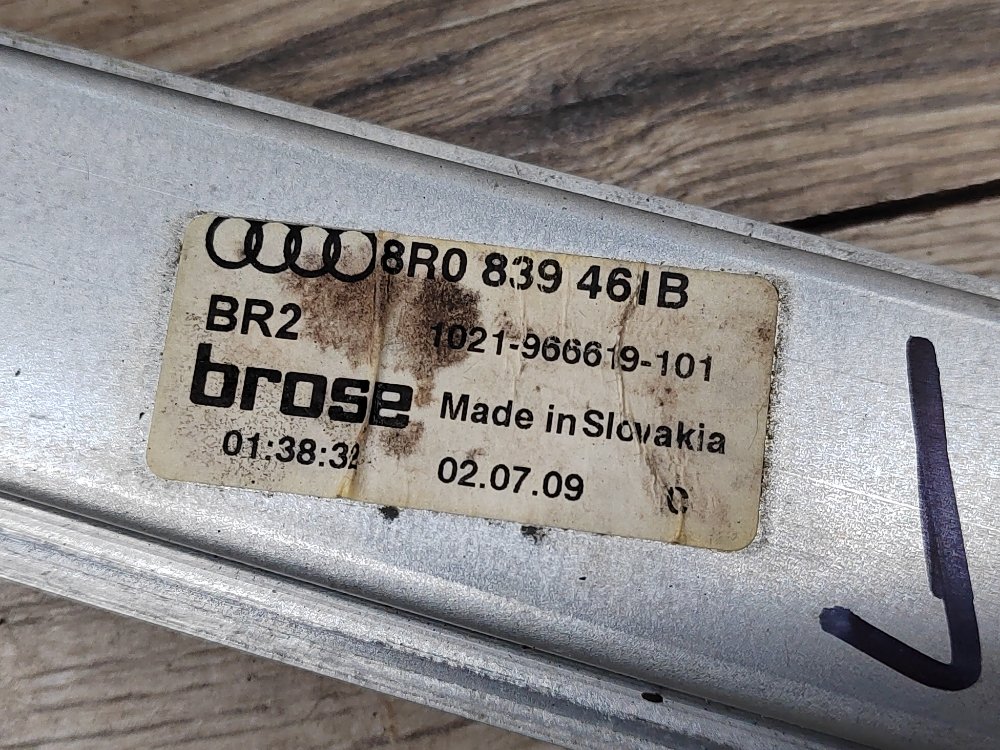 8R0 839 461B
BR2
1021-966619-101
brose
Made in Slovakia
01:38:32
02.07.09
C